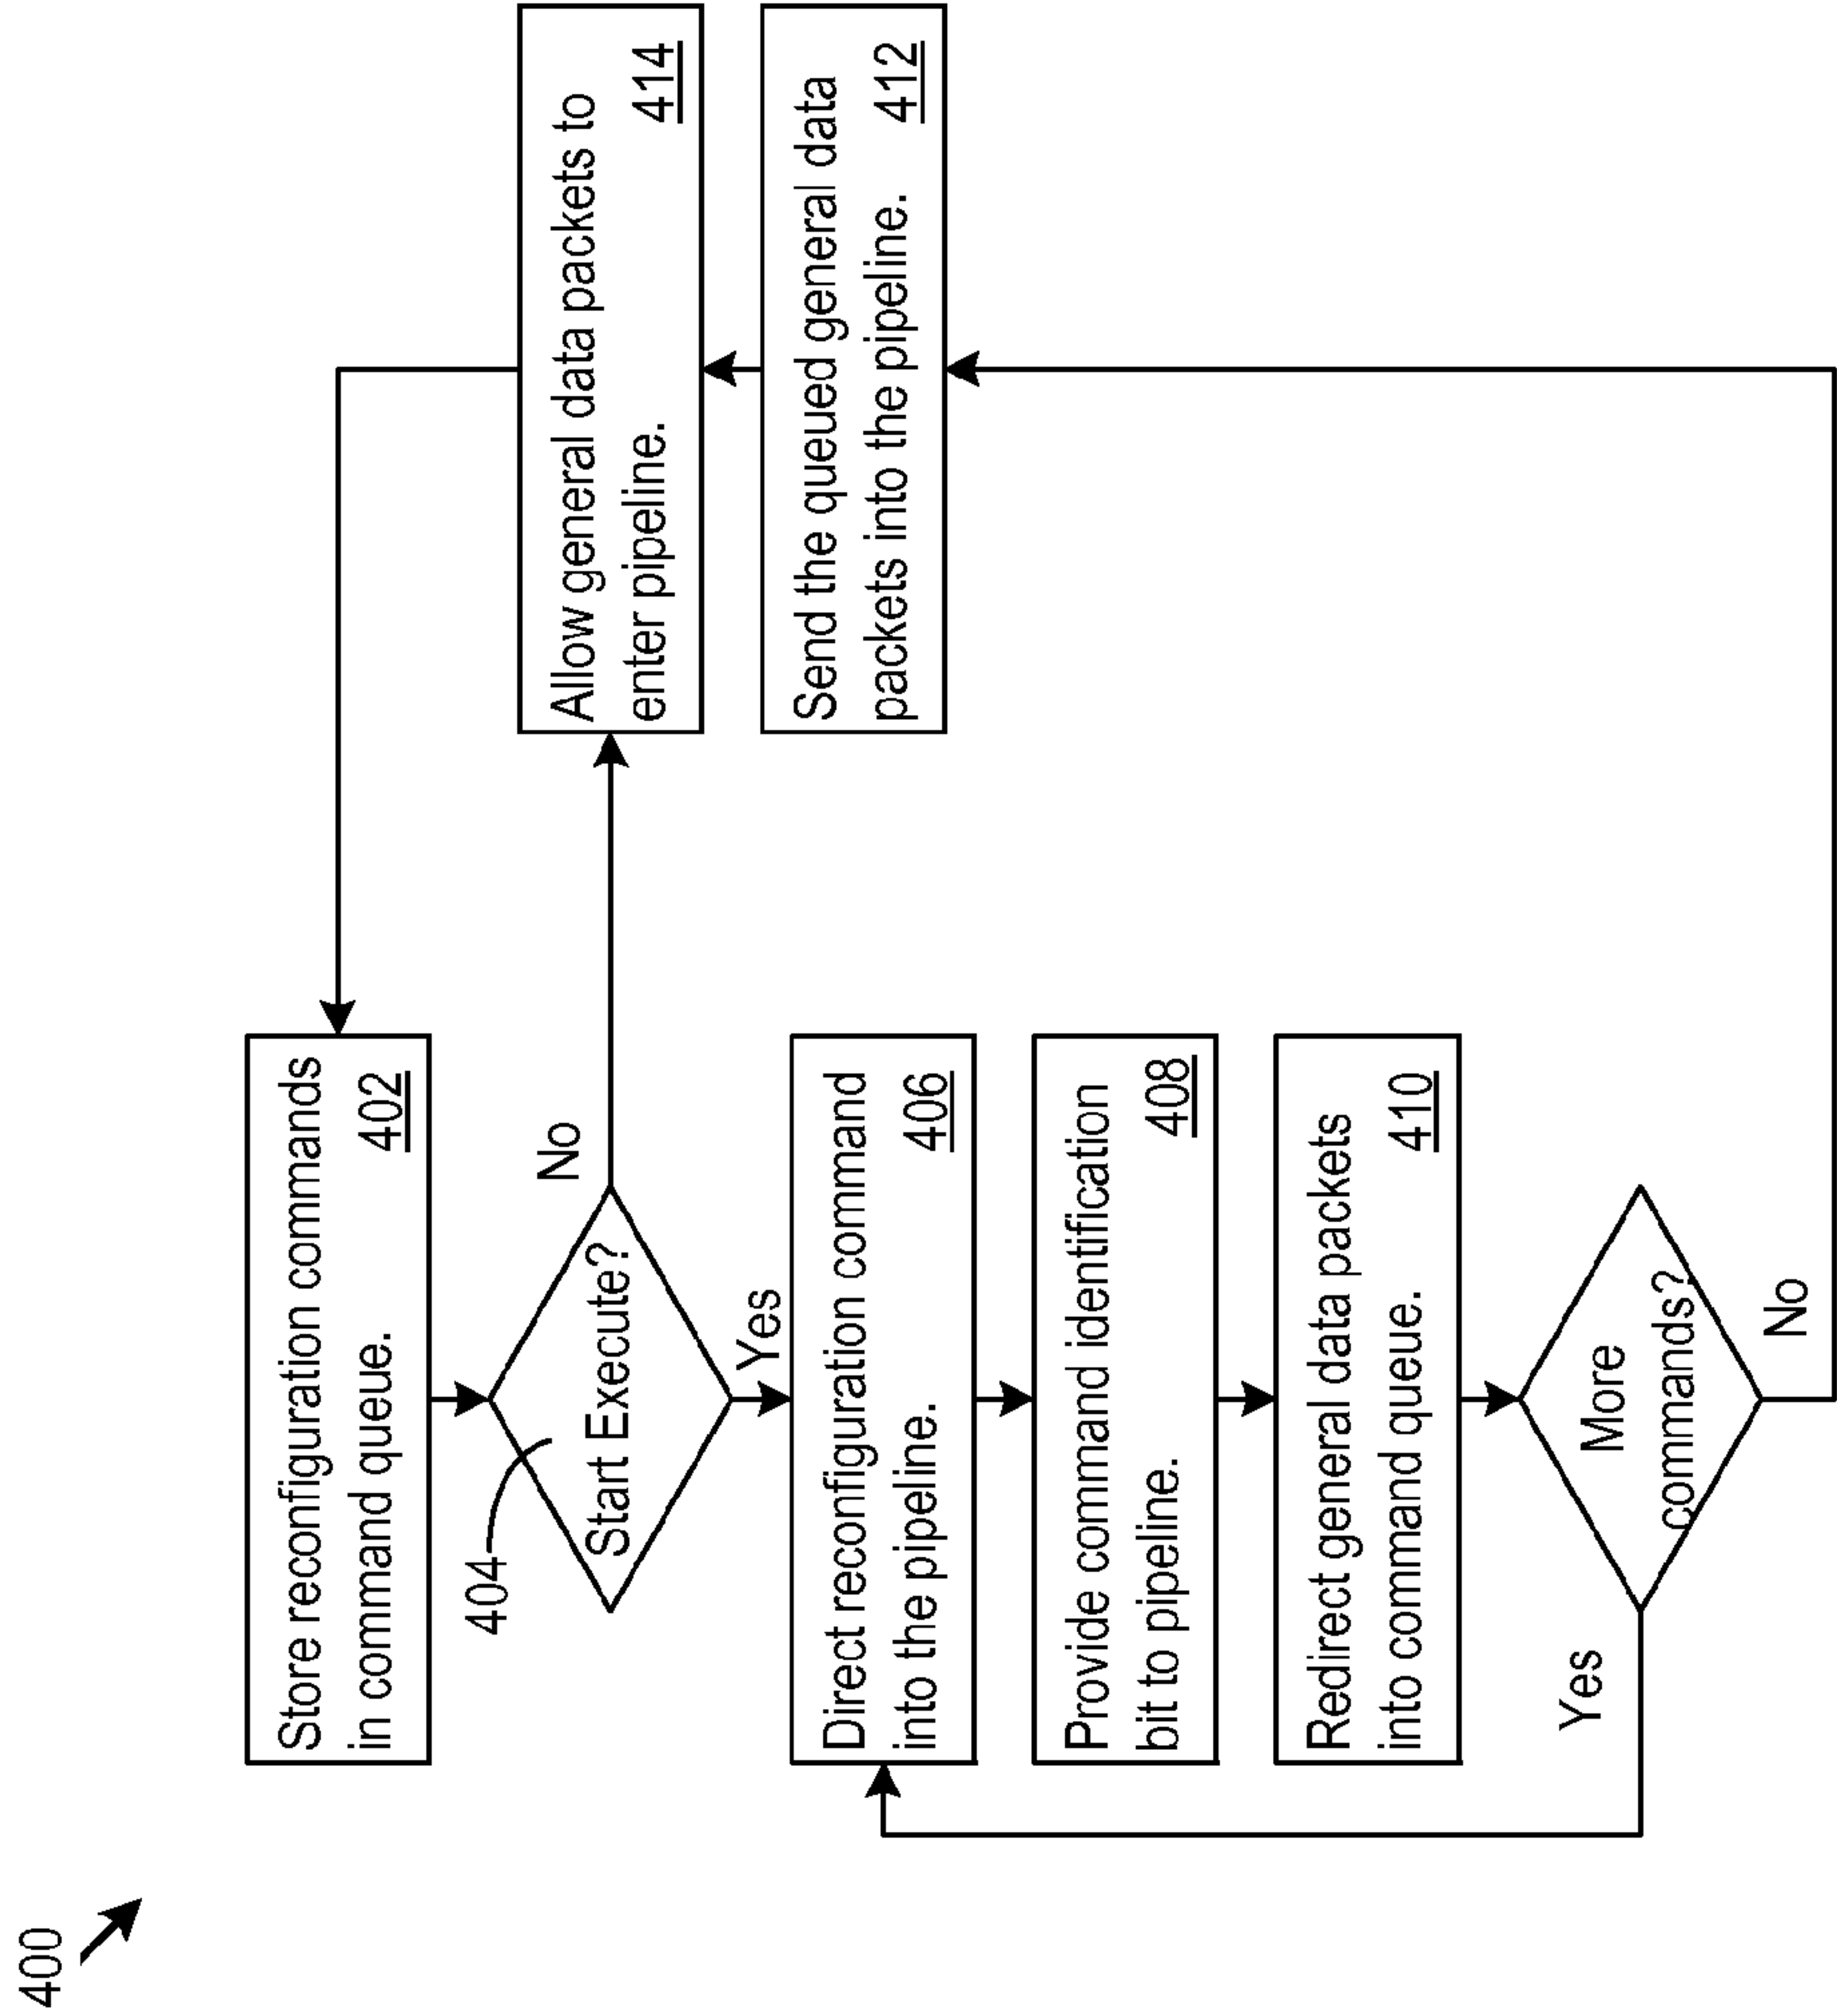 400
Store reconfiguration commands
in command queue.
402
404
Start Execute?
No
Yes
Direct reconfiguration command
into the pipeline.
406
Provide command identification
bit to pipeline.
408
Redirect general data packets
into command queue.
410
More
commands?
Yes
No
Allow general data packets to
enter pipeline.
414
Send the queued general data
packets into the pipeline.
412